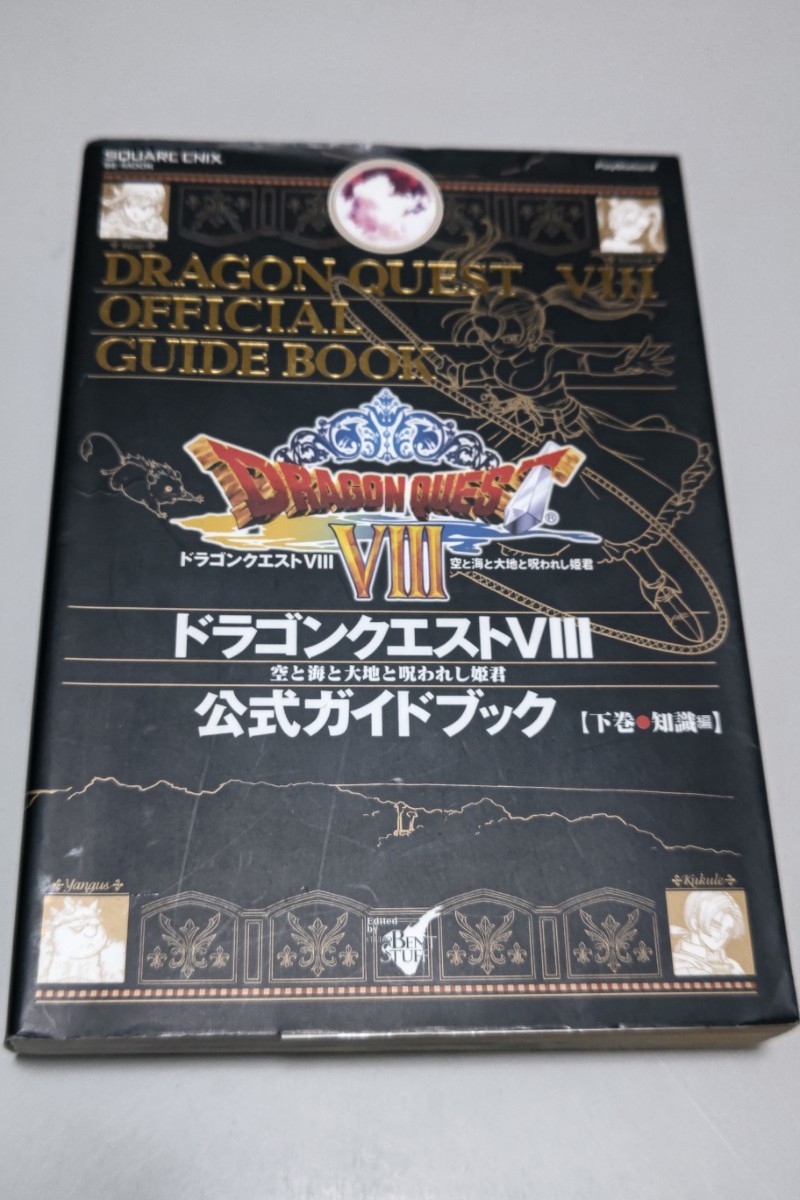 SQUARE ENIX
SE-MOOK
PlayStation2
Hero
DRAGON QUEST VIII
OFFICIAL
GUIDE BOOK
DRAGON QUEST
®
VIII
ドラゴンクエストVIII
空と海と大地と呪われし姫君
ドラゴンクエストVIII
空と海と大地と呪われし姫君
公式ガイドブック
【下巻●知識編】
Yangus
Kukule
Edited
by
STUDIO
BENT
STUFF